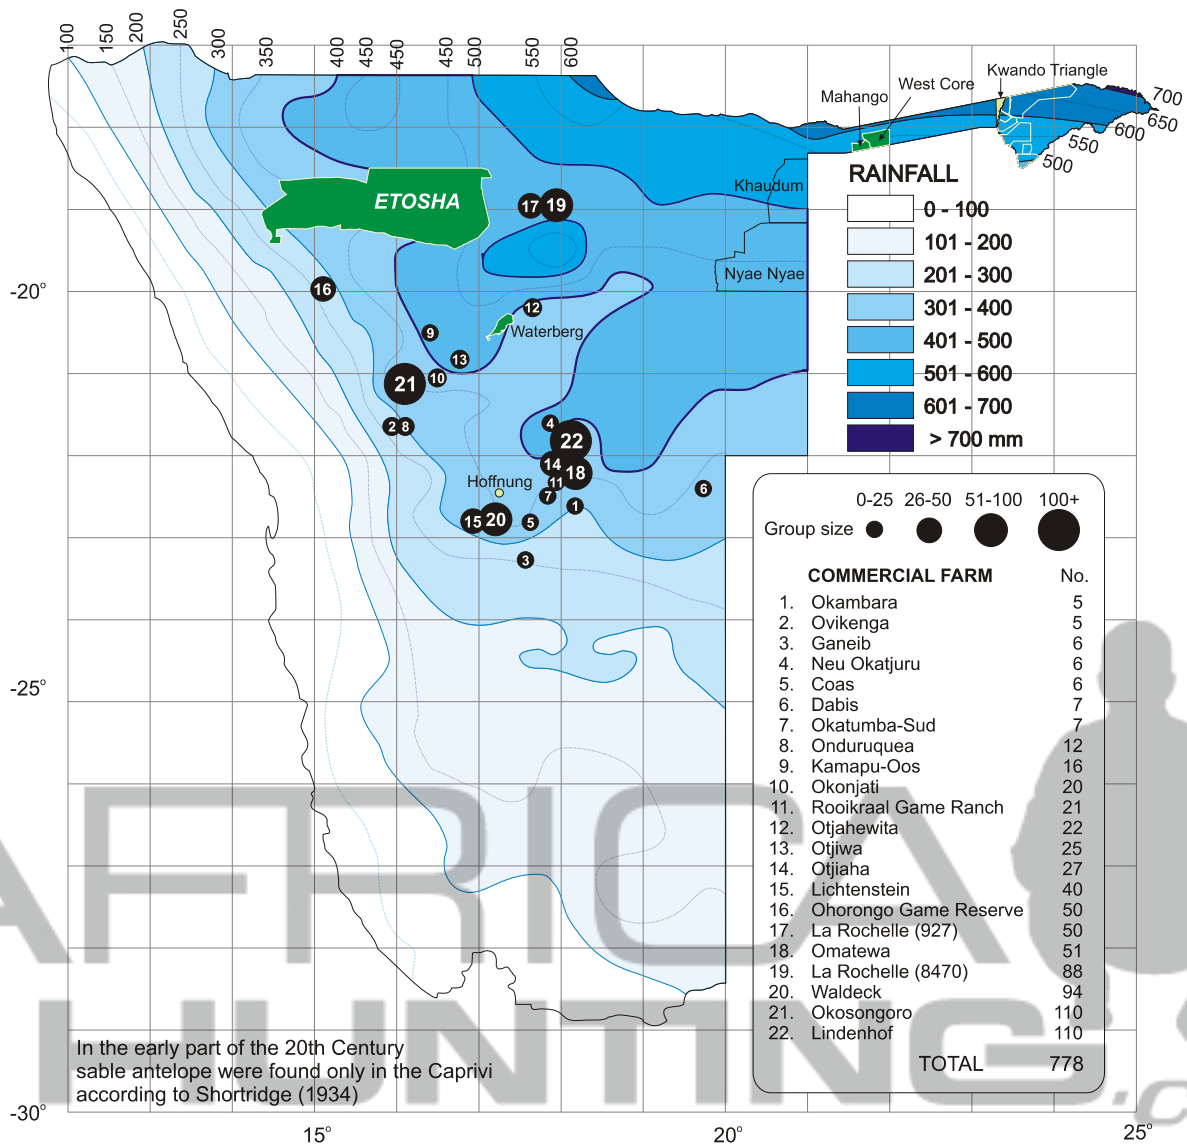 100 150 200 250 300 350 400 450 450 450 500 550 600
Kwando Triangle
West Core
Mahango
700
650
600
550
500
Khaudum
RAINFALL
0 - 100
101 - 200
201 - 300
301 - 400
401 - 500
501 - 600
601 - 700
> 700 mm
ETOSHA
17 19
Nyae Nyae
-20°
16
12
Waterberg
9
13
10
21
2 8
4
22
14
18
11
Hoffnung
7
6
1
15 20 5
3
0-25 26-50 51-100 100+
Group size
COMMERCIAL FARM No.
1. Okambara 5
2. Ovikenga 5
3. Ganeib 6
4. Neu Okatjuru 6
5. Coas 6
6. Dabis 7
7. Okatumba-Sud 7
8. Onduruquea 12
9. Kamapu-Oos 16
10. Okonjati 20
11. Rooikraal Game Ranch 21
12. Otjahewita 22
13. Otjiwa 25
14. Otjiaha 27
15. Lichtenstein 40
16. Ohorongo Game Reserve 50
17. La Rochelle (927) 50
18. Omatewa 51
19. La Rochelle (8470) 88
20. Waldeck 94
21. Okosongoro 110
22. Lindenhof 110
TOTAL 778
-25°
AFRICA
HUNTING
.c
In the early part of the 20th Century
sable antelope were found only in the Caprivi
according to Shortridge (1934)
-30°
15° 20° 25°